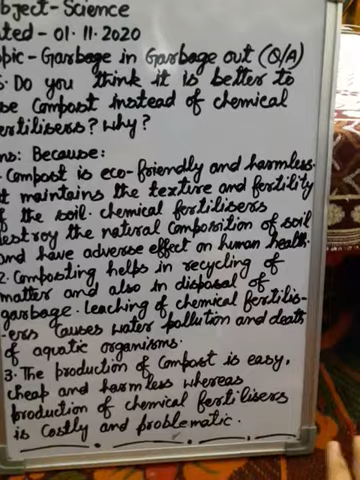 bject-Science
ted - 01·11·2020
pic - Garbage in Garbage out (Q/A)
5. Do you think it is better to
se compost instead of chemical
ertilisers? Why?
ns: Because:
Compost is eco-friendly and harmless.
t maintains the texture and fertility
f the soil. chemical fertilisers
destroy the natural composition of soil
and have adverse effect on human health.
2. Composting helps in recycling of
matter and also in disposal of
garbage. Leaching of chemical fertilis-
-ers causes water pollution and death
of aquatic organisms.
3. The production of compost is easy,
cheap and harmless whereas
production of chemical fertilisers
is costly and problematic.